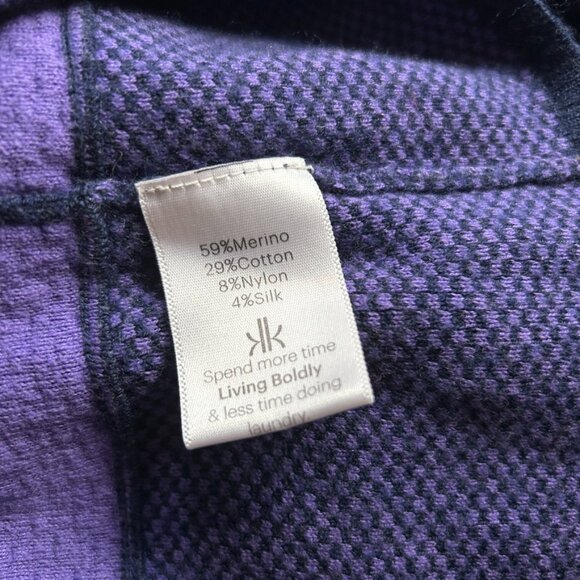 59%Merino
29%Cotton
8%Nylon
4%Silk
Spend more time
Living Boldly
& less time doing
laundry